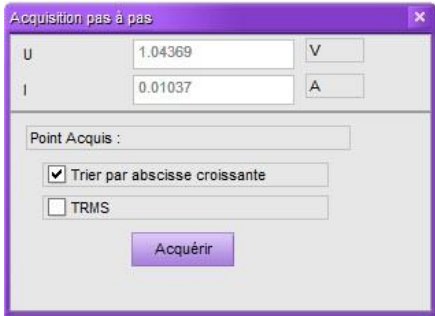 Acquisition pas à pas
U 1.04369 V
I 0.01037 A
Point Acquis :
Trier par abscisse croissante
TRMS
Acquérir